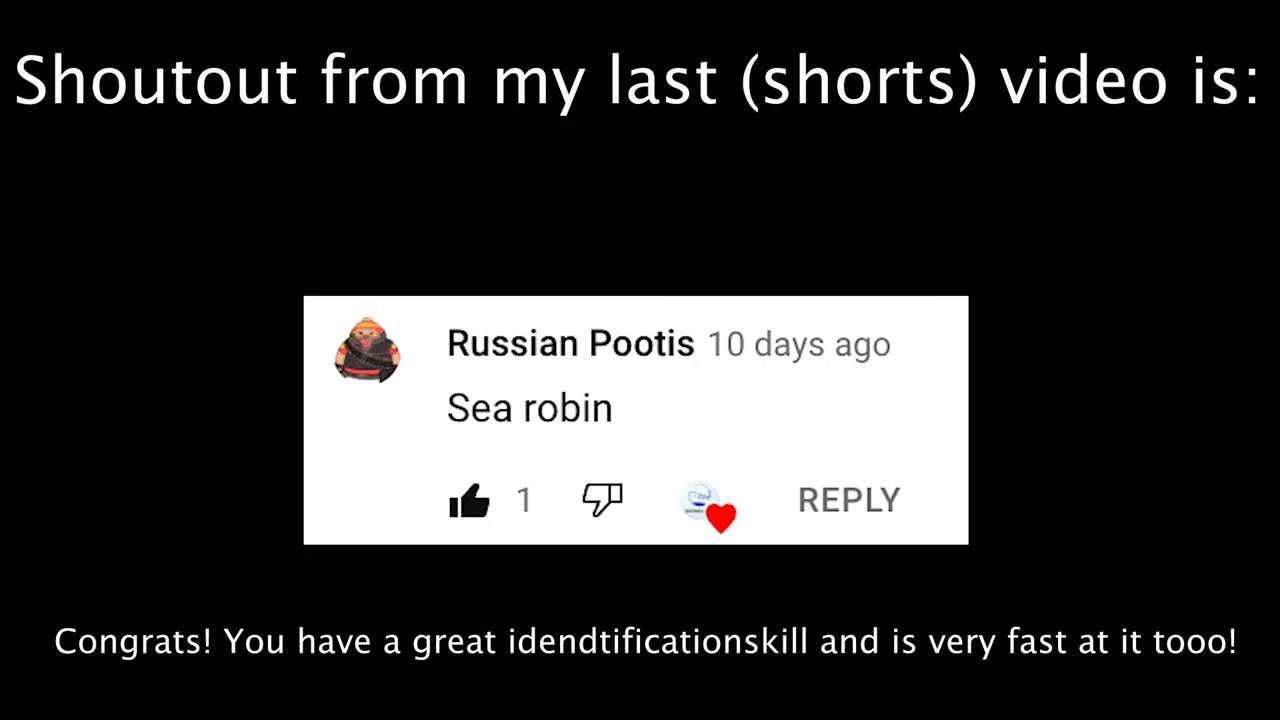 Shoutout from my last (shorts) video is:
Russian Pootis 10 days ago
Sea robin
1 REPLY
Congrats! You have a great idendtificationskill and is very fast at it tooo!